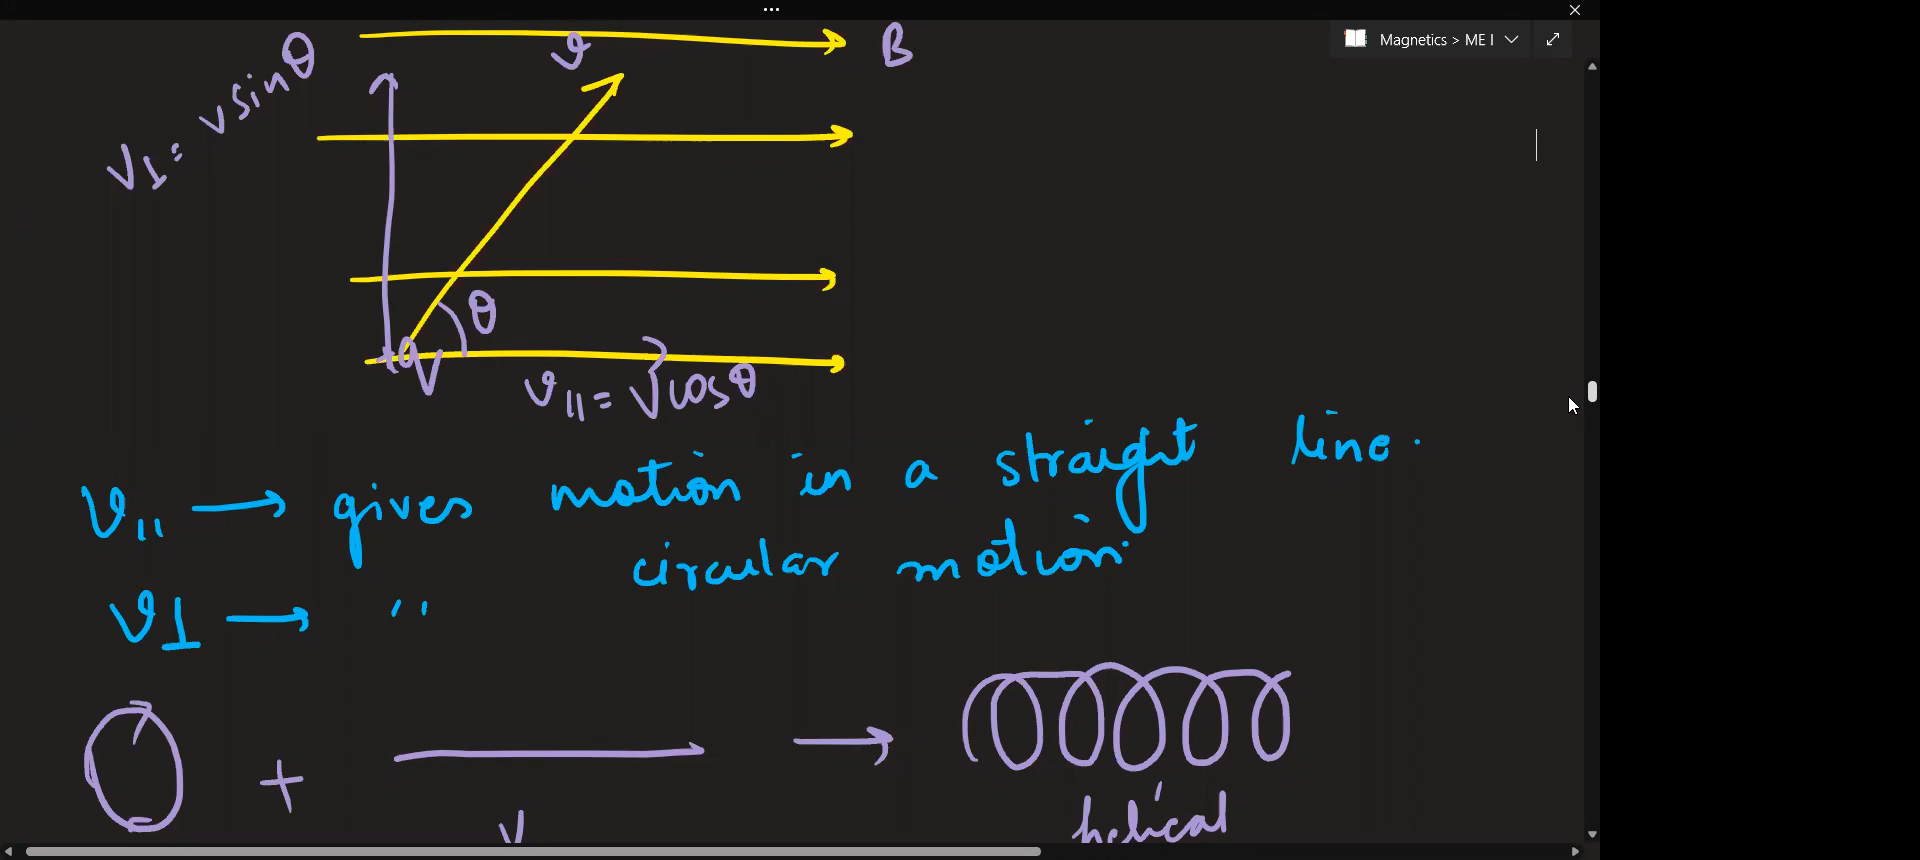 Magnetics > ME I
B
v
v⊥ = v sinθ
θ
+q
v
v|| = v cosθ
v|| → gives motion in a straight line.
v⊥ → " circular motion
+ →
helical